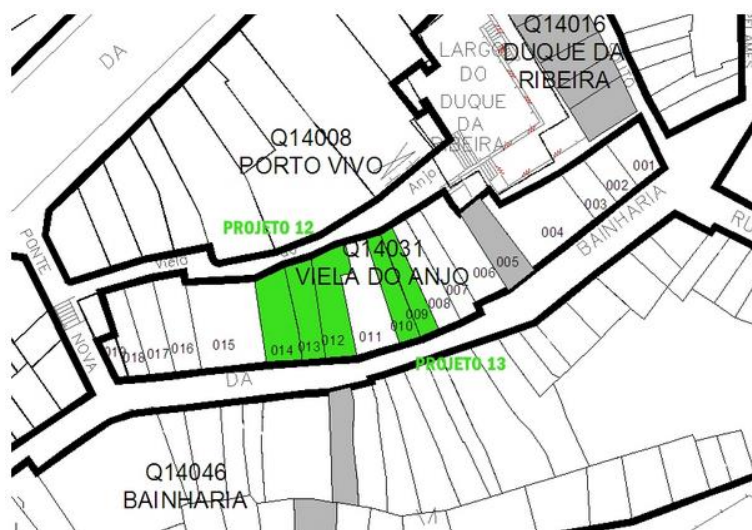 Q14016
DUQUE DA
RIBEIRA
LARGO
DO
DUQUE
DA
RIBEIRA
DA
Q14008
PORTO VIVO
Anjo
001
002
003
004
BAINHARIA
RU
PROJETO 12
Q14031
VIELA DO ANJO
Viela
do
PONTE
NOVA
005
006
007
008
009
010
011
012
013
014
015
016
017
018
019
PROJETO 13
DA
Q14046
BAINHARIA